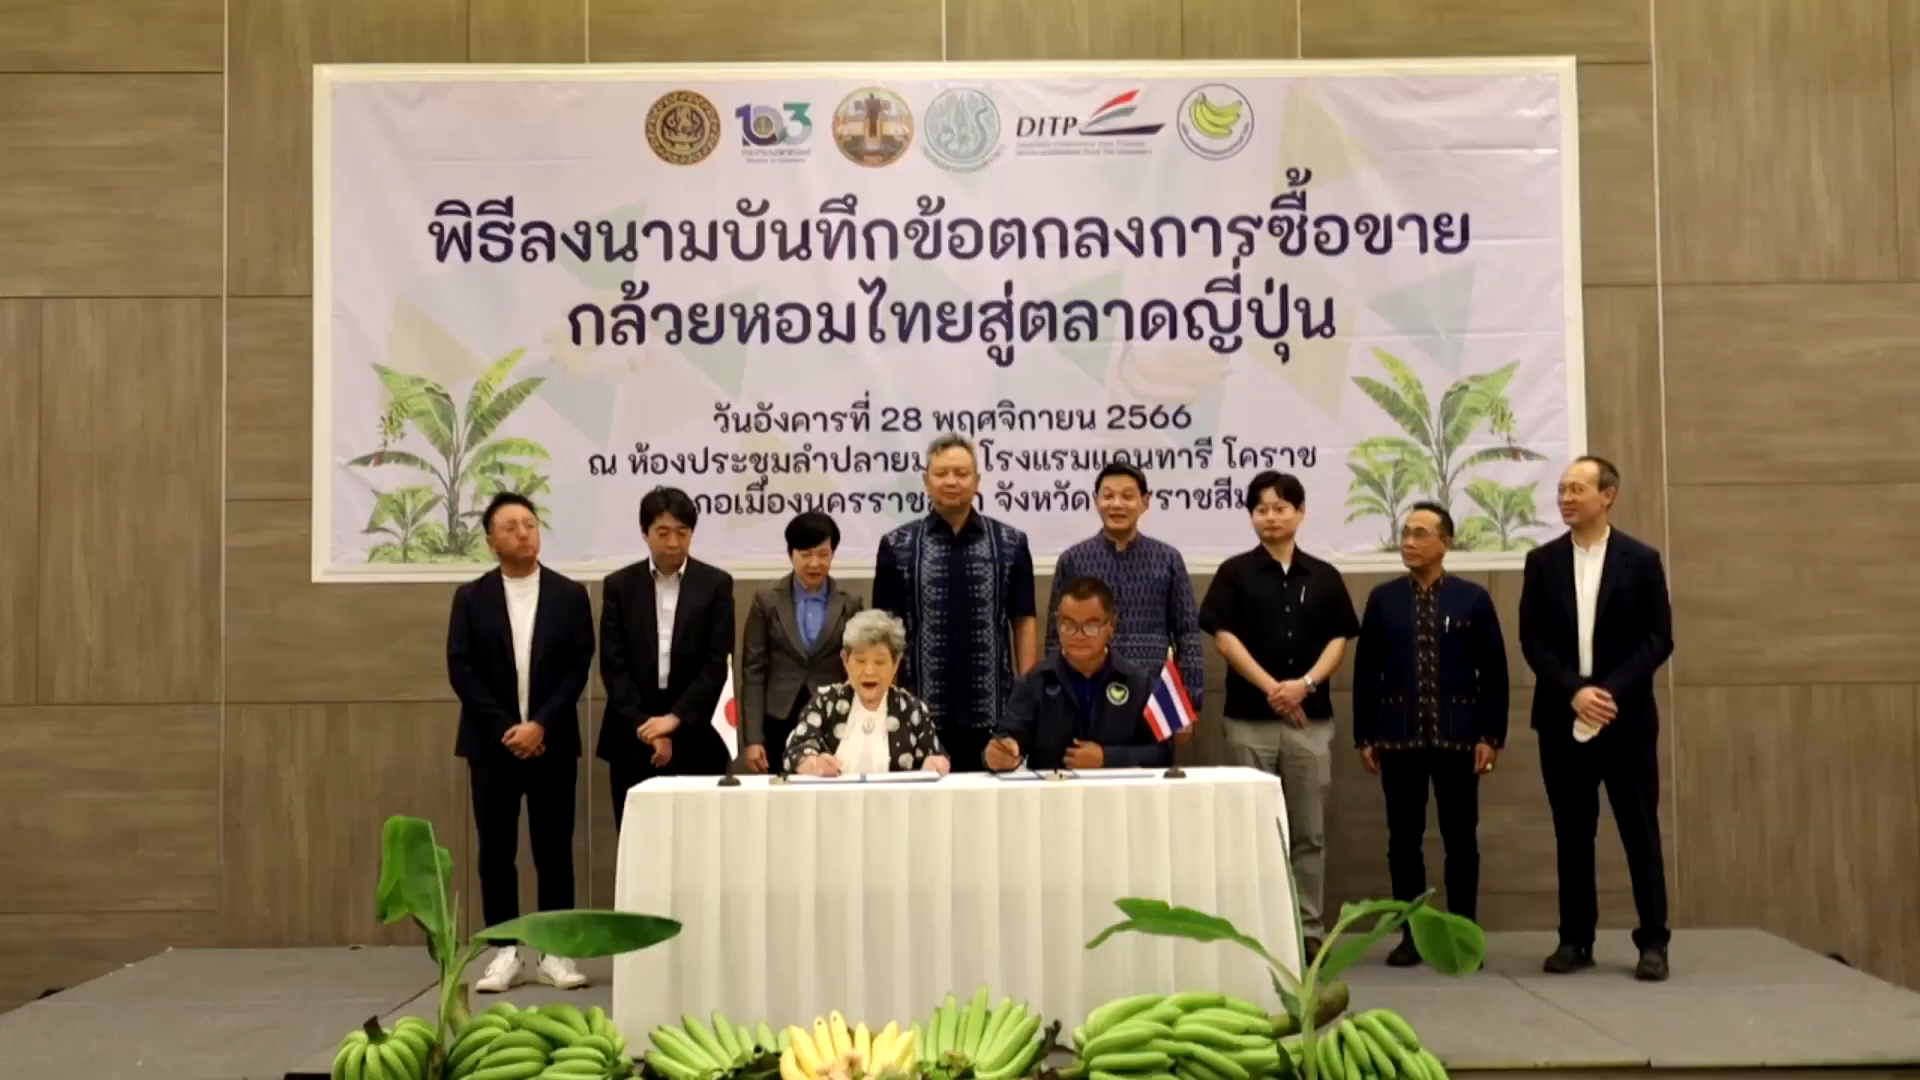 103
DITP
พิธีลงนามบันทึกข้อตกลงการซื้อขาย
กล้วยหอมไทยสู่ตลาดญี่ปุ่น
วันอังคารที่ 28 พฤศจิกายน 2566
ณ ห้องประชุมลำปลายม โรงแรมแคนทารี โคราช
จังหวัด